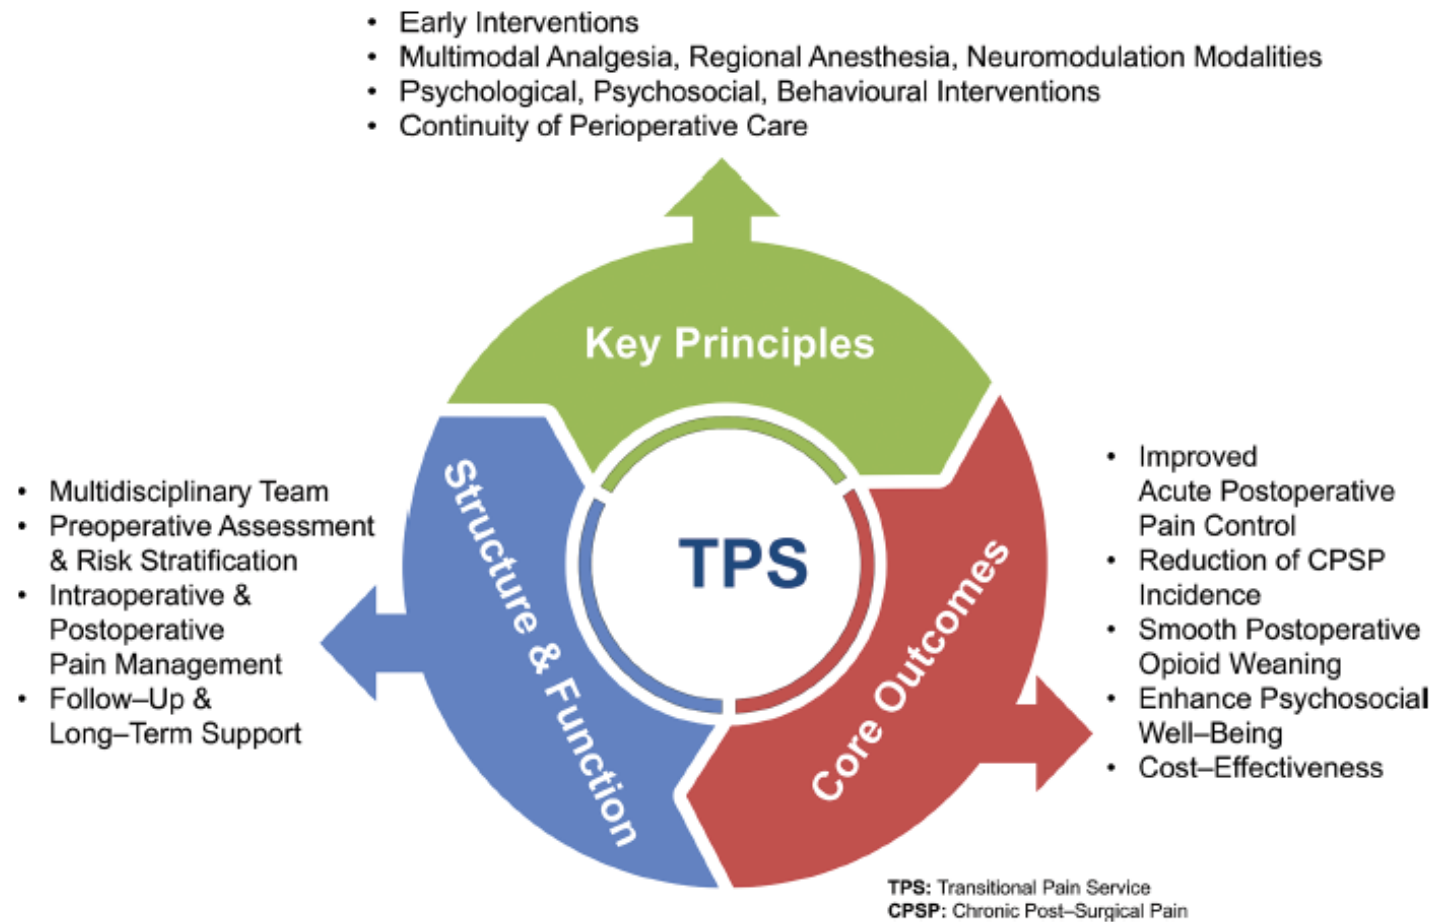 • Early Interventions
• Multimodal Analgesia, Regional Anesthesia, Neuromodulation Modalities
• Psychological, Psychosocial, Behavioural Interventions
• Continuity of Perioperative Care
Key Principles
Structure & Function
TPS
Core Outcomes
• Multidisciplinary Team
• Preoperative Assessment
& Risk Stratification
• Intraoperative &
Postoperative
Pain Management
• Follow–Up &
Long–Term Support
• Improved
Acute Postoperative
Pain Control
• Reduction of CPSP
Incidence
• Smooth Postoperative
Opioid Weaning
• Enhance Psychosocial
Well–Being
• Cost–Effectiveness
TPS: Transitional Pain Service
CPSP: Chronic Post–Surgical Pain